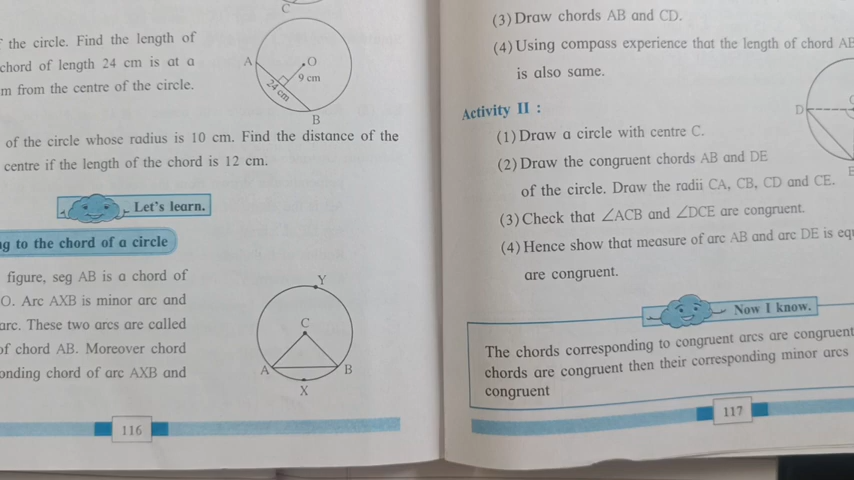 C
the circle. Find the length of
chord of length 24 cm is at a
m from the centre of the circle.
A
O
9 cm
24 cm
B
of the circle whose radius is 10 cm. Find the distance of the
centre if the length of the chord is 12 cm.
Let's learn.
to the chord of a circle
figure, seg AB is a chord of
O. Arc AXB is minor arc and
arc. These two arcs are called
of chord AB. Moreover chord
onding chord of arc AXB and
Y
C
A
B
X
116
(3) Draw chords AB and CD.
(4) Using compass experience that the length of chord AB
is also same.
Activity II :
(1) Draw a circle with centre C.
(2) Draw the congruent chords AB and DE
of the circle. Draw the radii CA, CB, CD and CE.
(3) Check that ∠ACB and ∠DCE are congruent.
(4) Hence show that measure of arc AB and arc DE is equ
are congruent.
D
E
Now I know.
The chords corresponding to congruent arcs are congruent
chords are congruent then their corresponding minor arcs
congruent
117